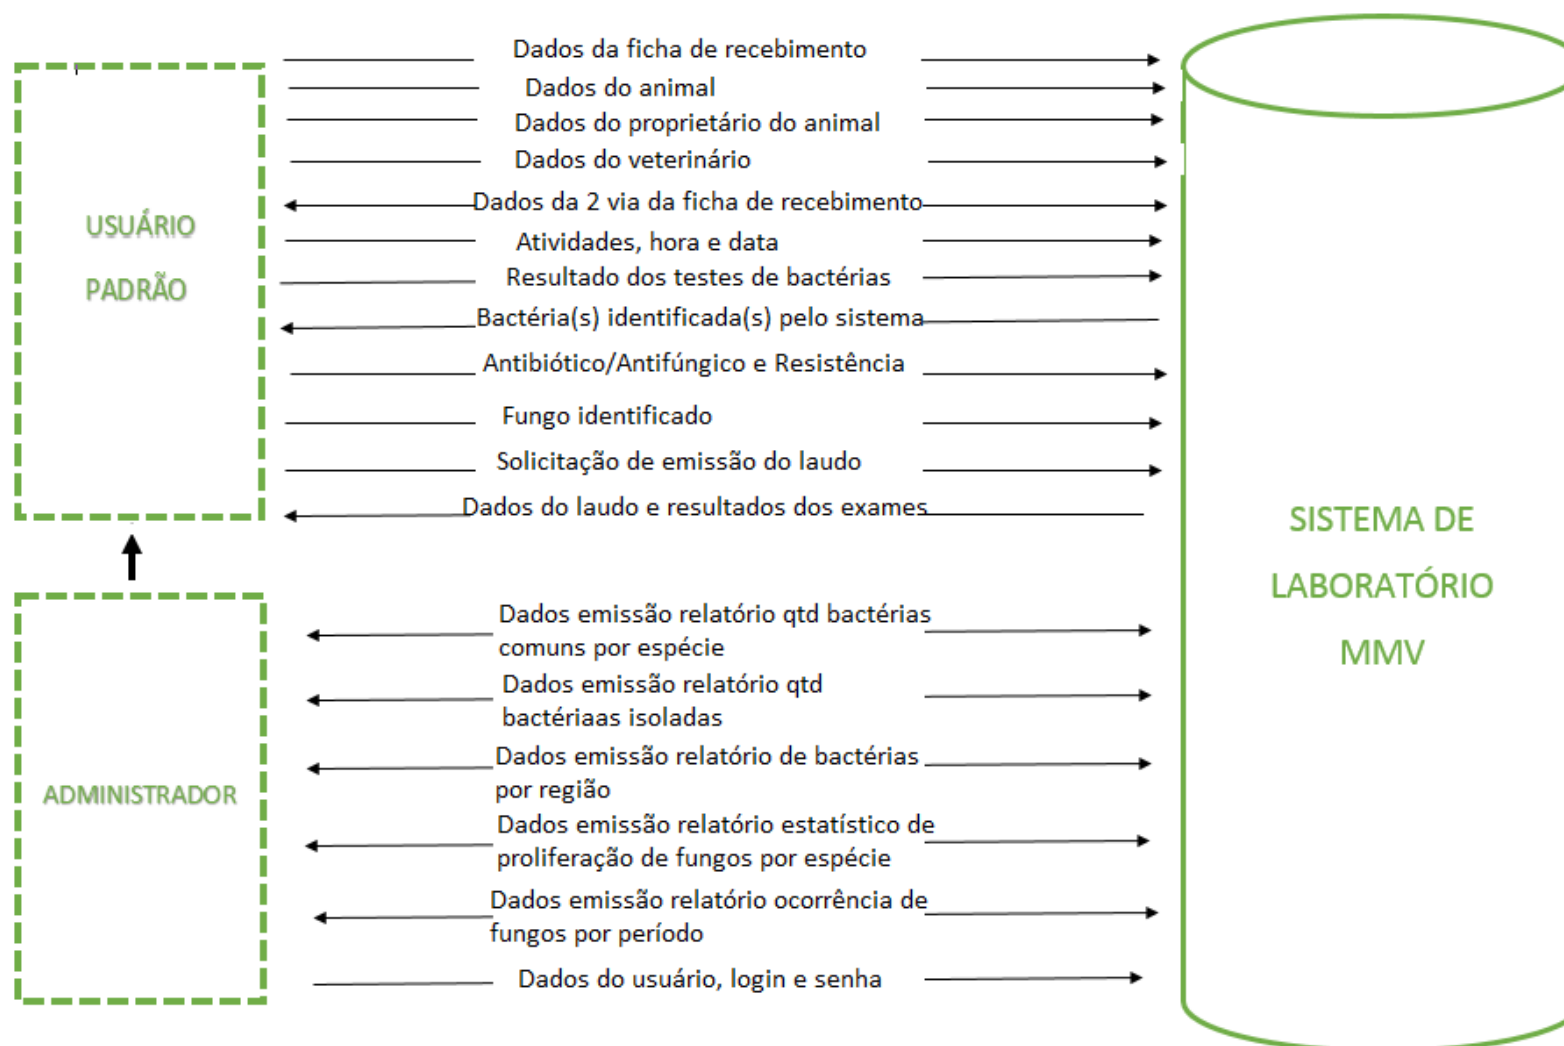 Dados da ficha de recebimento
Dados do animal
Dados do proprietário do animal
Dados do veterinário
Dados da 2 via da ficha de recebimento
Atividades, hora e data
Resultado dos testes de bactérias
Bactéria(s) identificada(s) pelo sistema
Antibiótico/Antifúngico e Resistência
Fungo identificado
Solicitação de emissão do laudo
Dados do laudo e resultados dos exames
USUÁRIO
PADRÃO
Dados emissão relatório qtd bactérias
comuns por espécie
Dados emissão relatório qtd
bactériaas isoladas
Dados emissão relatório de bactérias
por região
Dados emissão relatório estatístico de
proliferação de fungos por espécie
Dados emissão relatório ocorrência de
fungos por período
Dados do usuário, login e senha
ADMINISTRADOR
SISTEMA DE
LABORATÓRIO
MMV